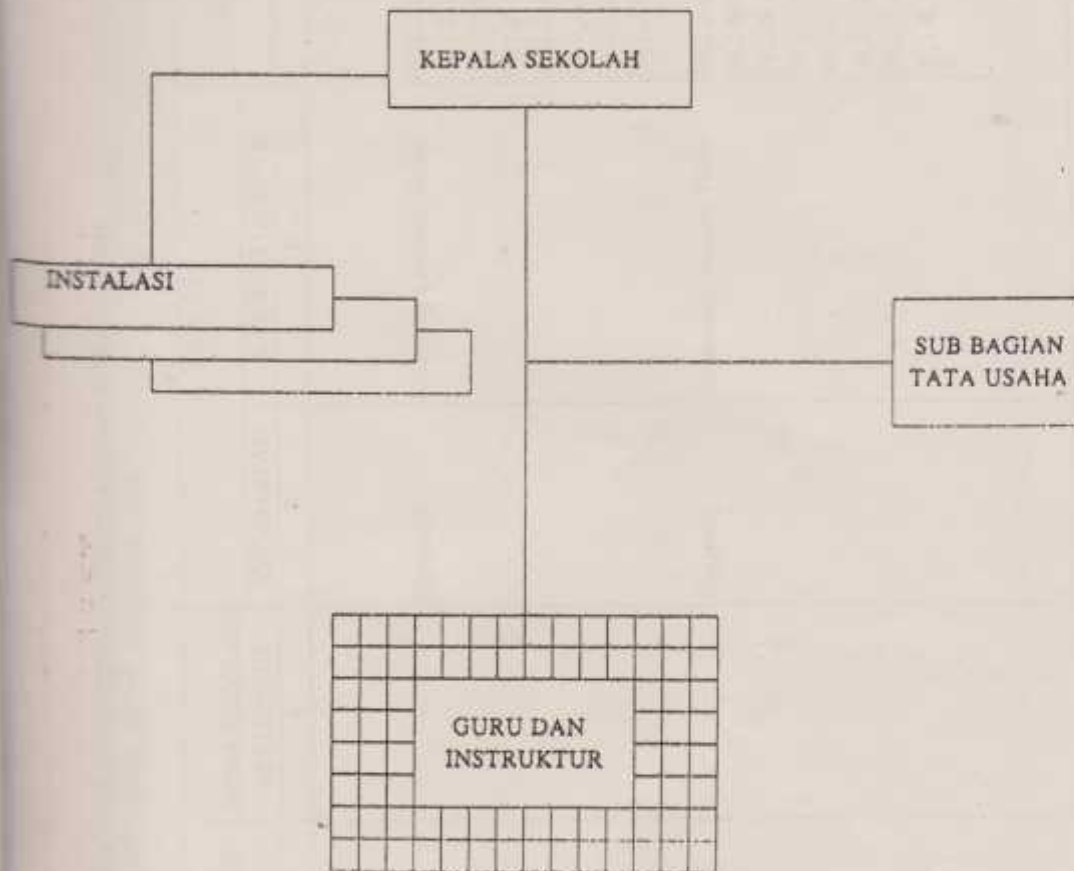 KEPALA SEKOLAH
INSTALASI
SUB BAGIAN
TATA USAHA
GURU DAN
INSTRUKTUR